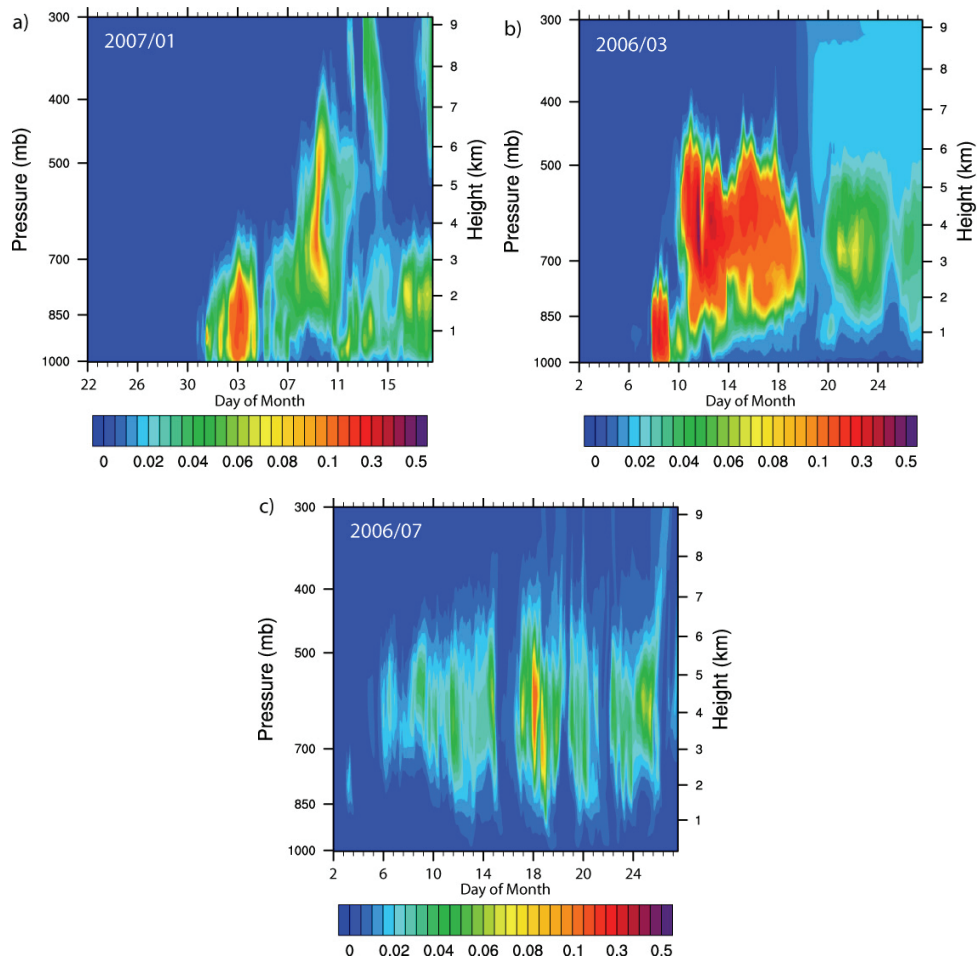 a)
2007/01
300
400
500
700
850
1000
Pressure (mb)
9
8
7
6
5
4
3
2
1
Height (km)
22 26 30 03 07 11 15
Day of Month
0 0.02 0.04 0.06 0.08 0.1 0.3 0.5
b)
2006/03
300
400
500
700
850
1000
Pressure (mb)
9
8
7
6
5
4
3
2
1
Height (km)
2 6 10 14 18 20 24
Day of Month
0 0.02 0.04 0.06 0.08 0.1 0.3 0.5
c)
2006/07
300
400
500
700
850
1000
Pressure (mb)
9
8
7
6
5
4
3
2
1
Height (km)
2 6 10 14 18 20 24
Day of Month
0 0.02 0.04 0.06 0.08 0.1 0.3 0.5